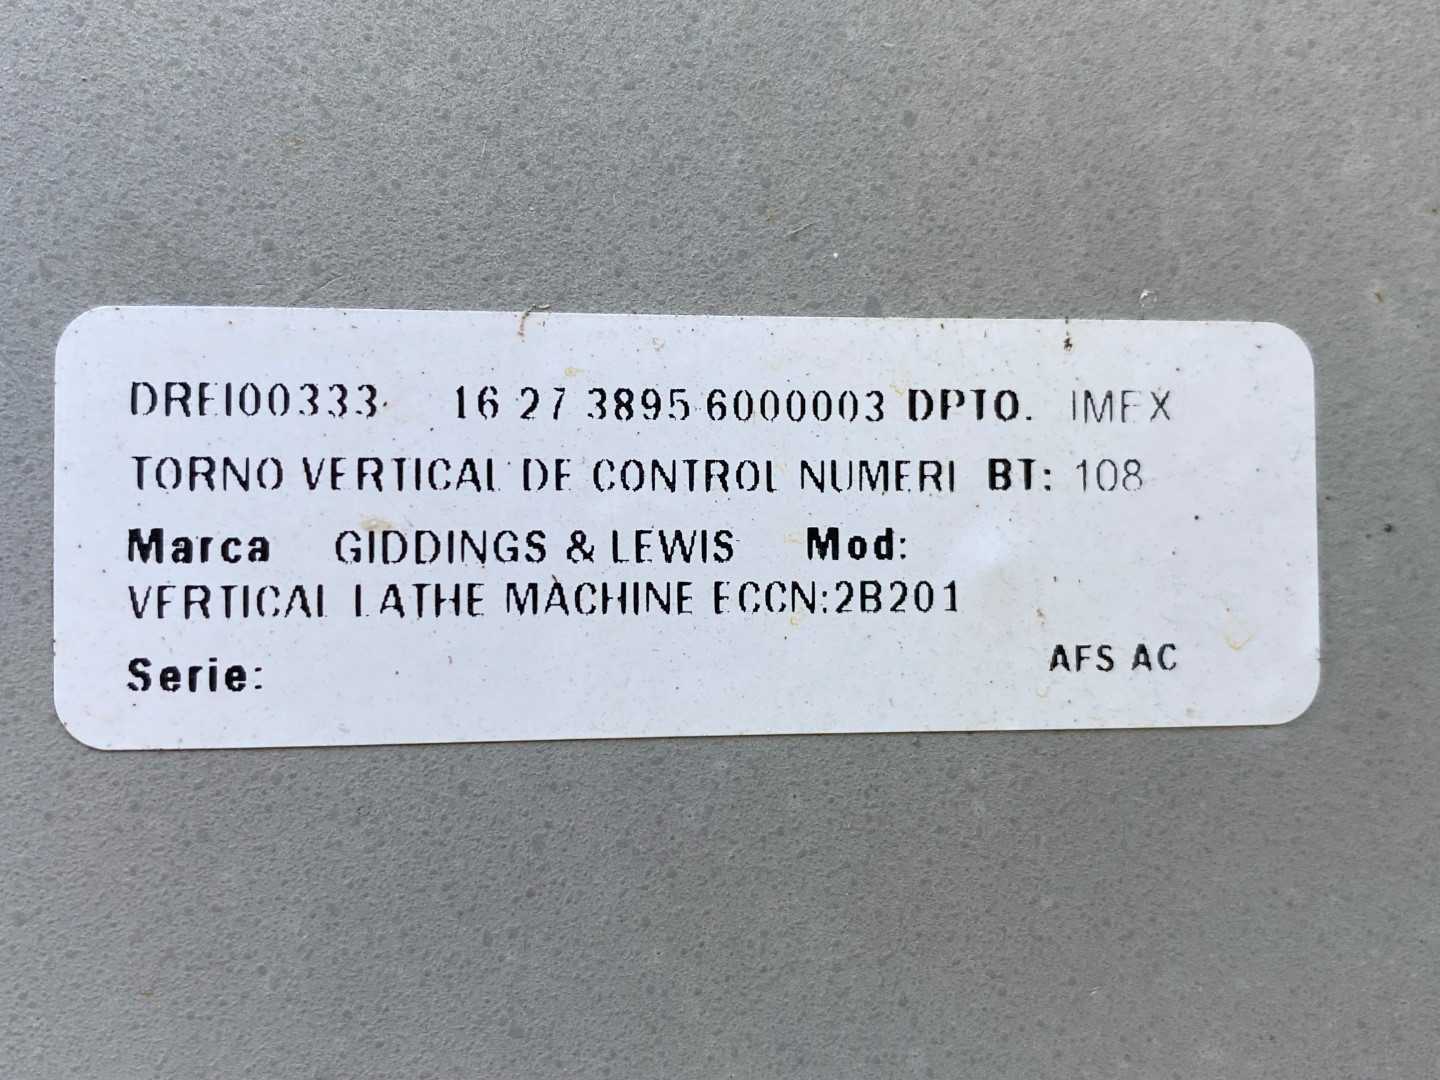 DREI00333 16 27 3895 6000003 DPTO. IMEX
TORNO VERTICAL DE CONTROL NUMERI BT: 108
Marca GIDDINGS & LEWIS Mod:
VERTICAL LATHE MACHINE ECCN:2B201
Serie: AFS AC